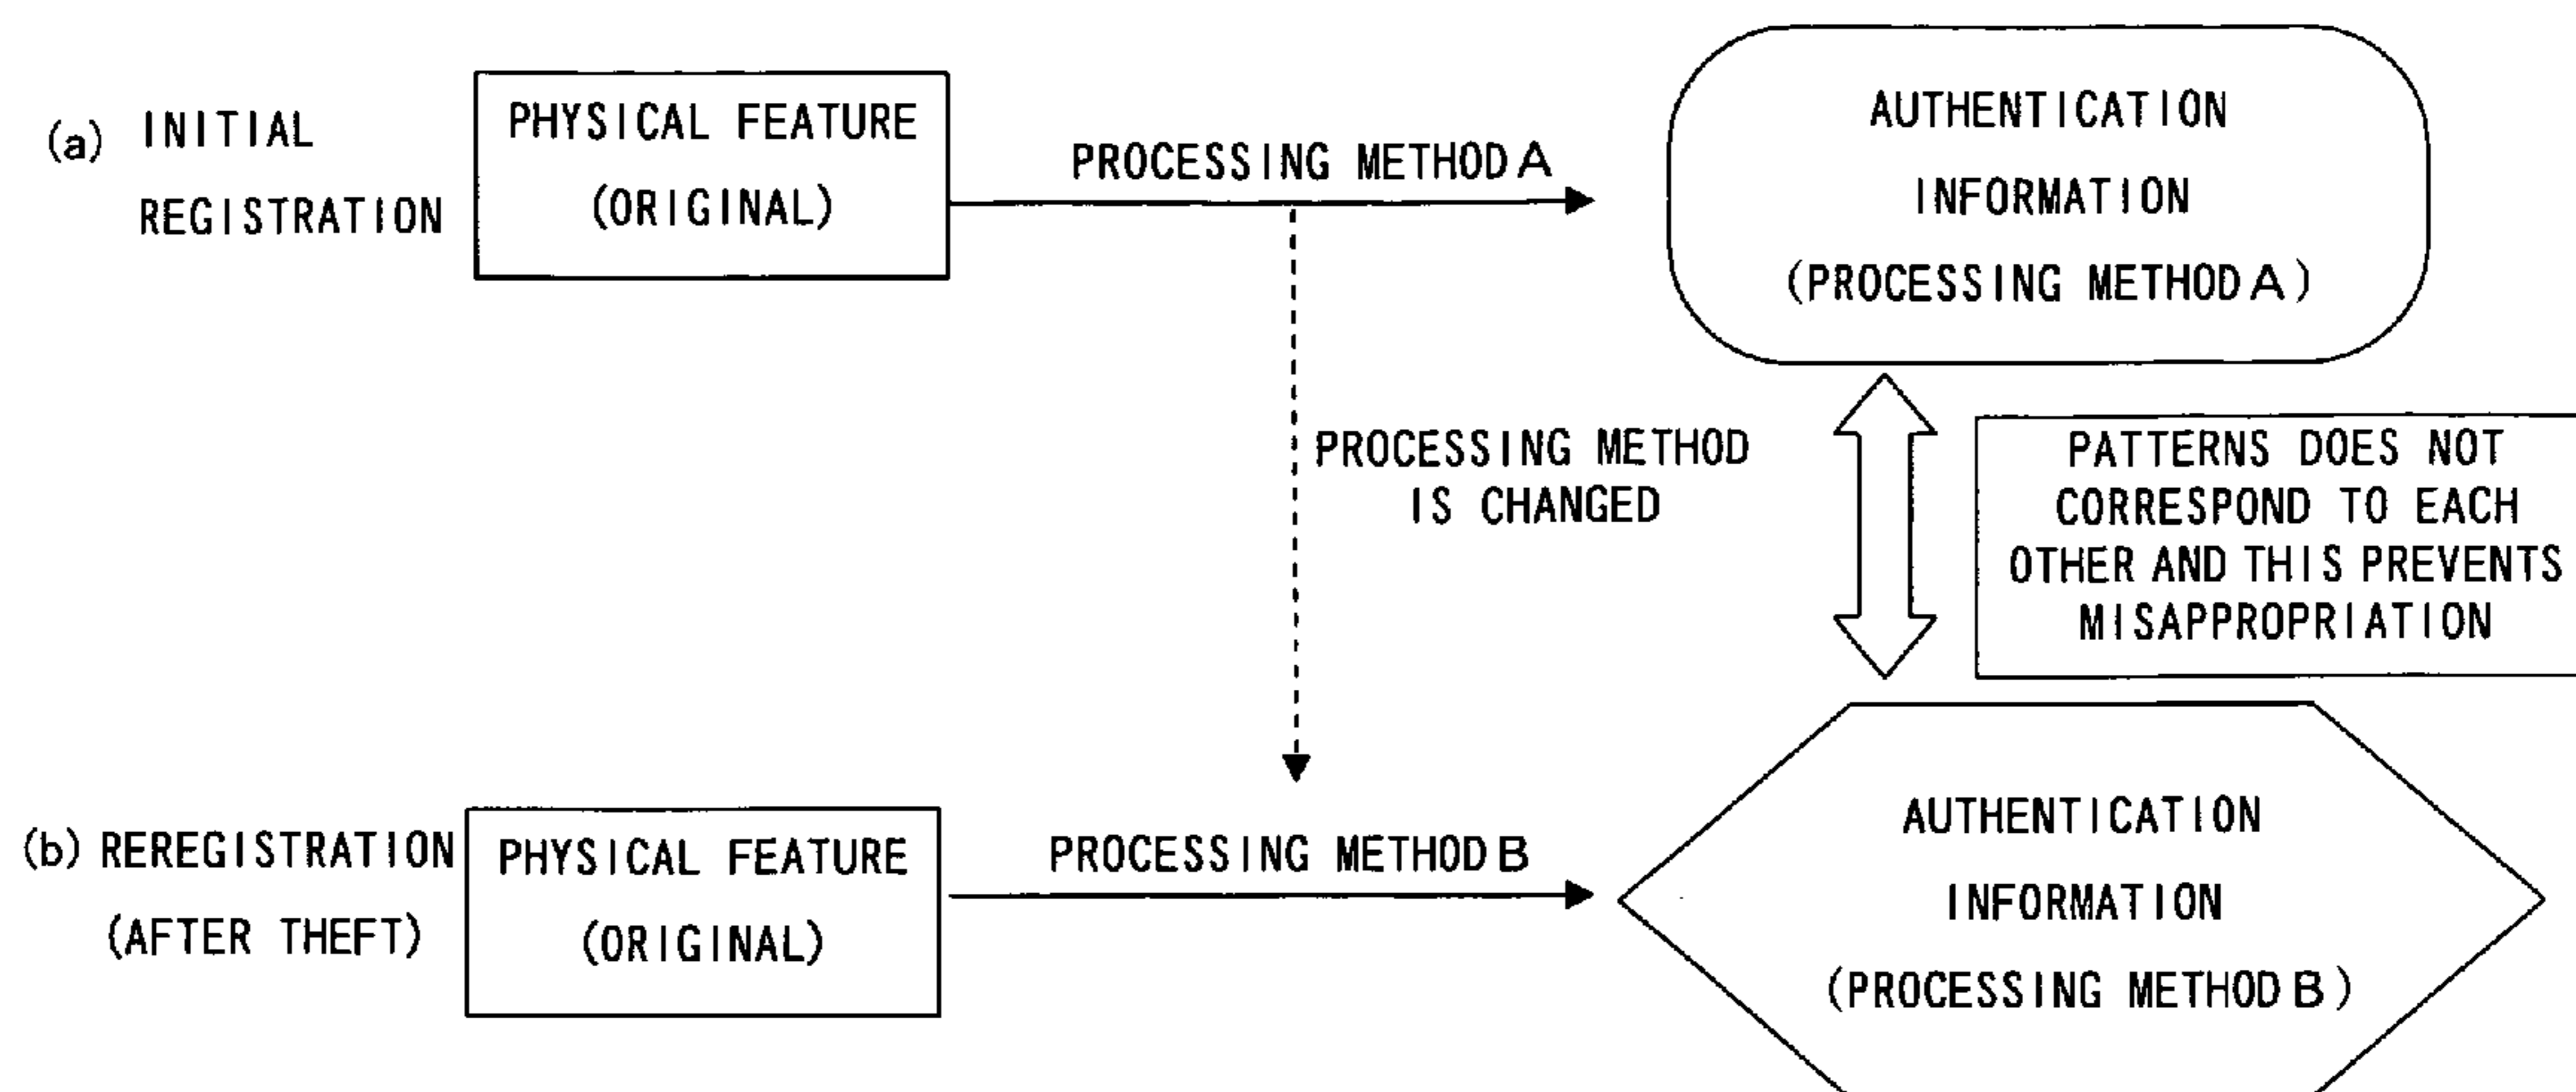 (a) INITIAL
REGISTRATION
PHYSICAL FEATURE
(ORIGINAL)
PROCESSING METHOD A
AUTHENTICATION
INFORMATION
(PROCESSING METHOD A)
PROCESSING METHOD
IS CHANGED
PATTERNS DOES NOT
CORRESPOND TO EACH
OTHER AND THIS PREVENTS
MISAPPROPRIATION
(b) REREGISTRATION
(AFTER THEFT)
PHYSICAL FEATURE
(ORIGINAL)
PROCESSING METHOD B
AUTHENTICATION
INFORMATION
(PROCESSING METHOD B)